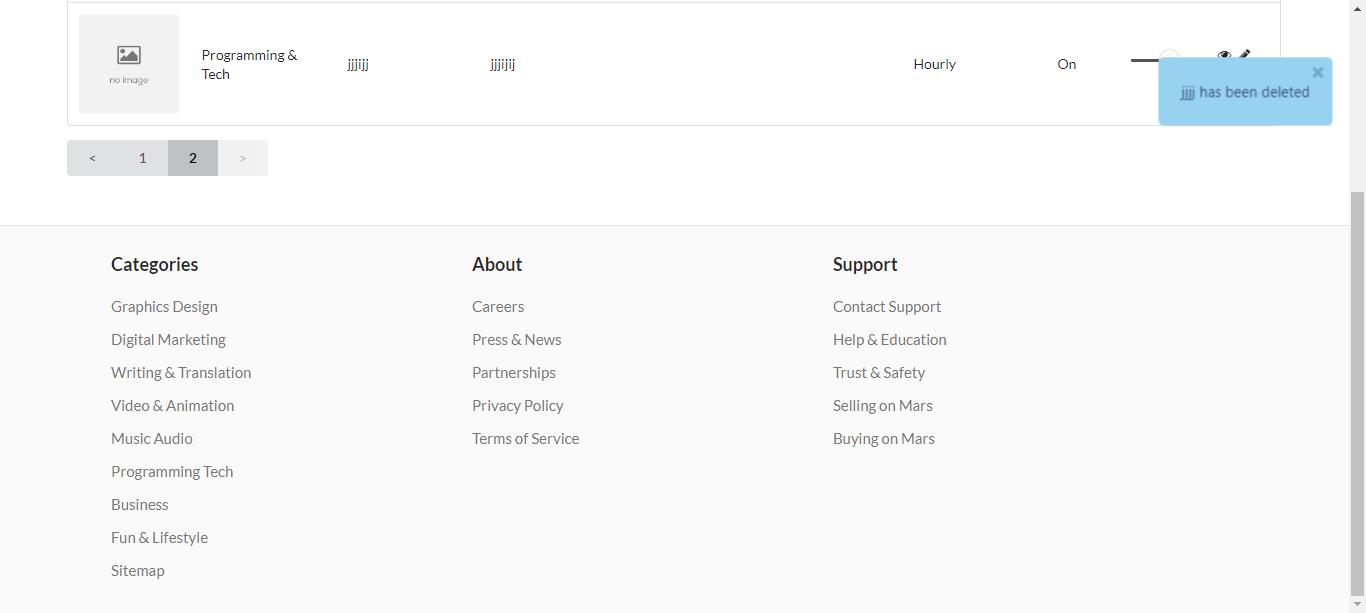 no image
Programming &
Tech
jjjijj
jjjijij
Hourly
On
jjjj has been deleted
<
1
2
>
Categories
Graphics Design
Digital Marketing
Writing & Translation
Video & Animation
Music Audio
Programming Tech
Business
Fun & Lifestyle
Sitemap
About
Careers
Press & News
Partnerships
Privacy Policy
Terms of Service
Support
Contact Support
Help & Education
Trust & Safety
Selling on Mars
Buying on Mars